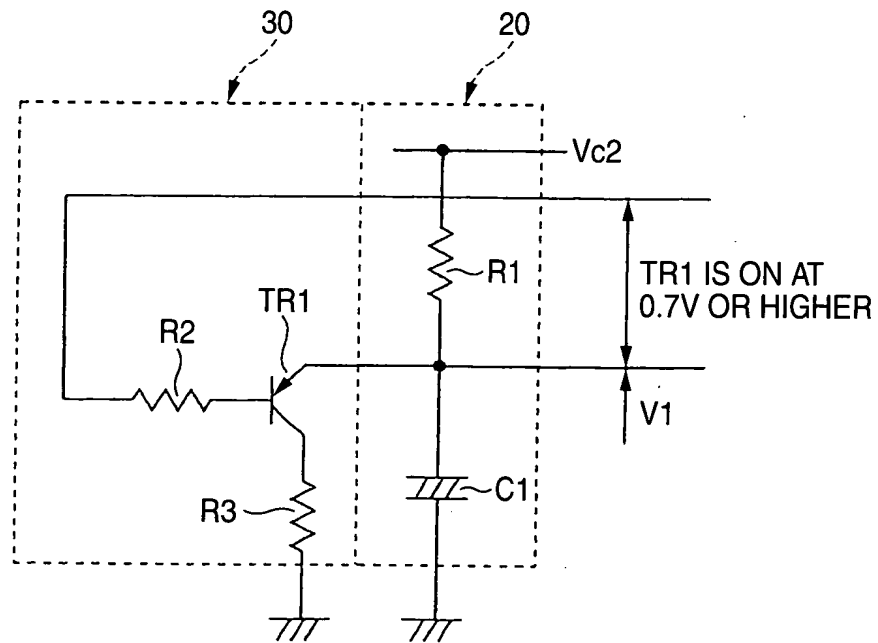 30
20
Vc2
R1
TR1 IS ON AT
0.7V OR HIGHER
TR1
R2
V1
C1
R3